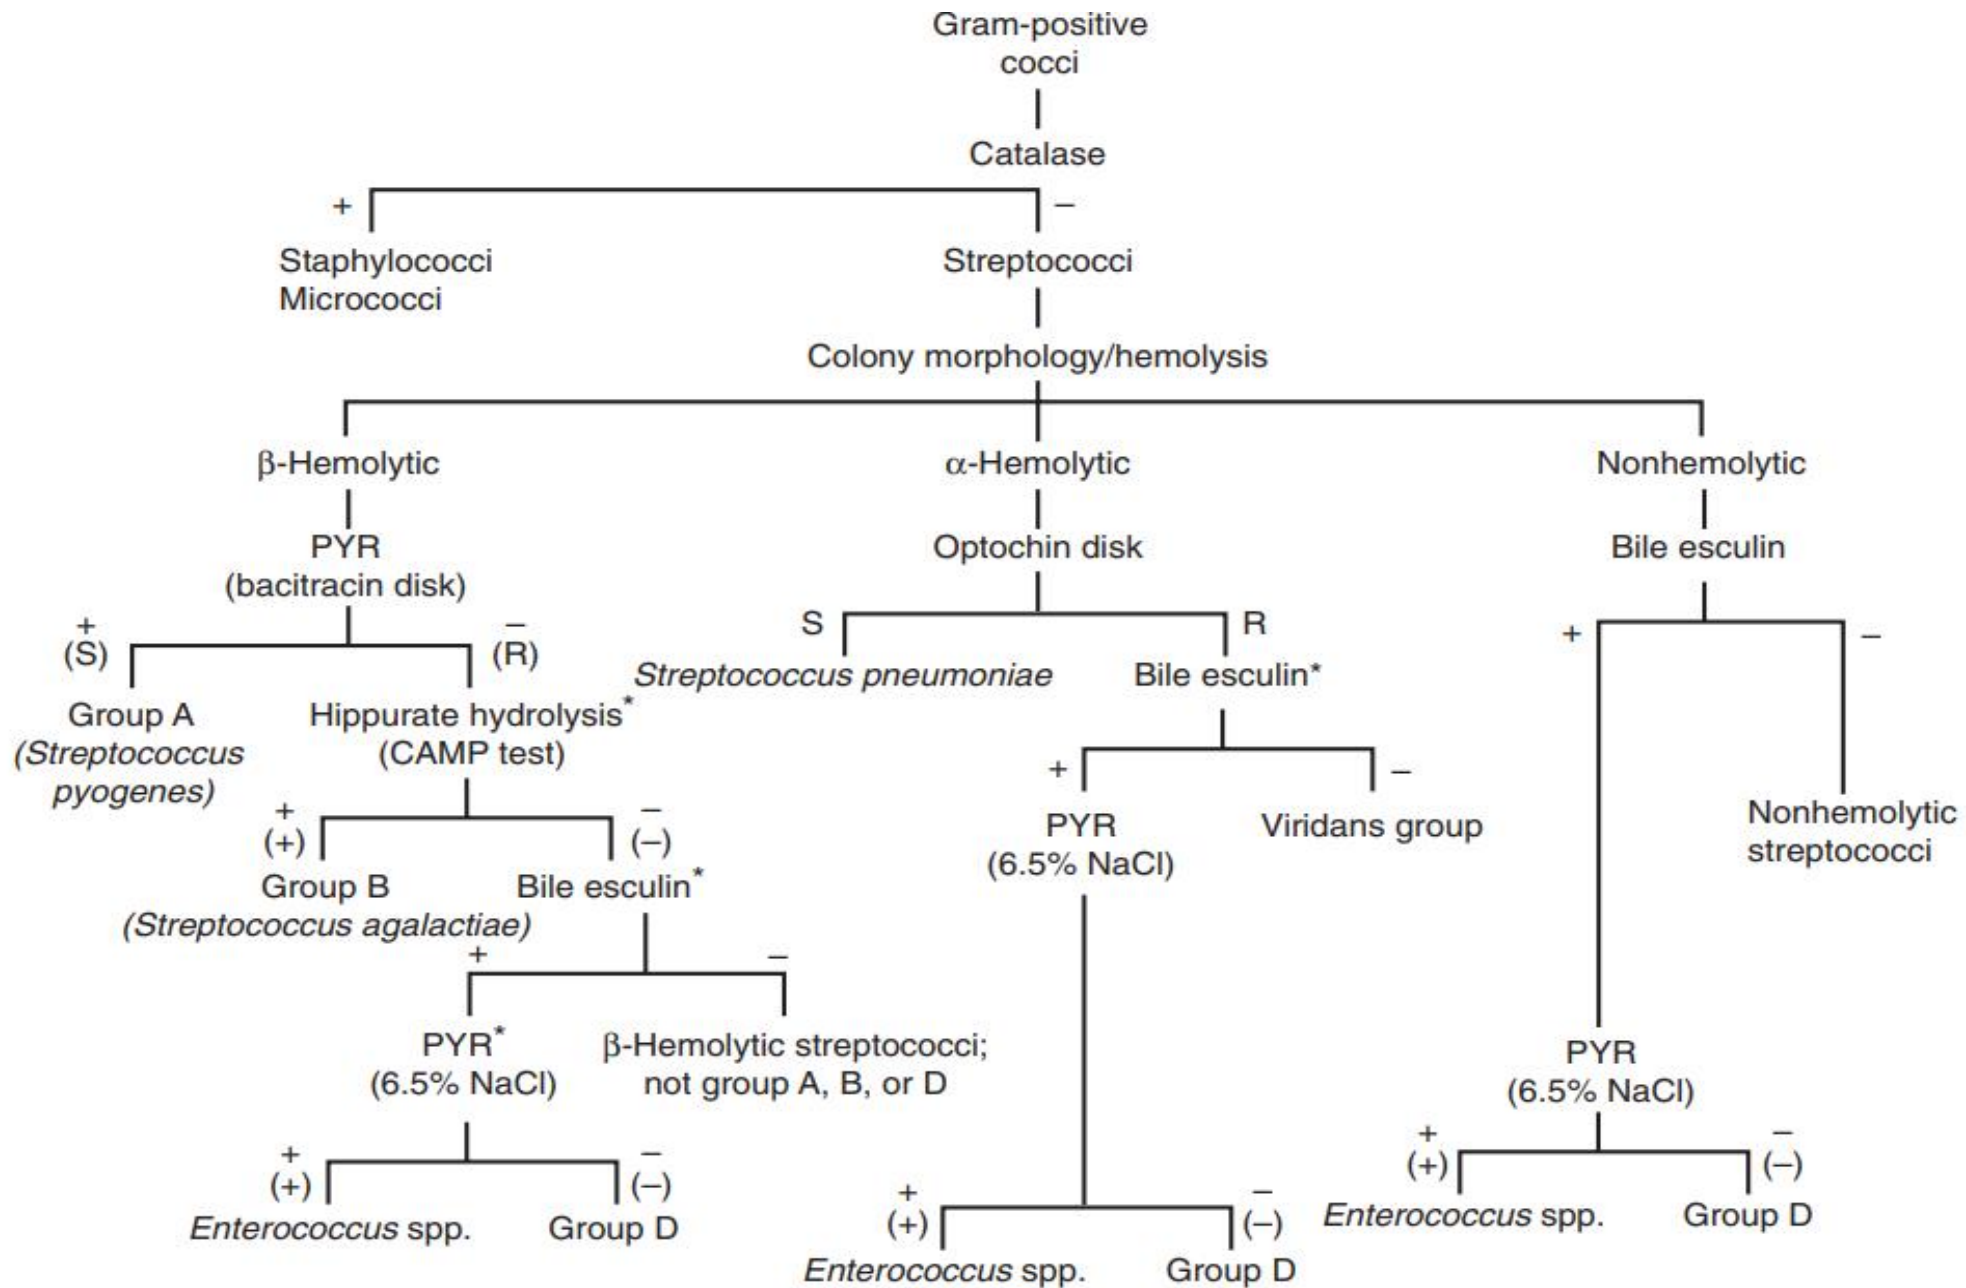 Gram-positive
cocci
Catalase
+
–
Staphylococci
Micrococci
Streptococci
Colony morphology/hemolysis
β-Hemolytic
α-Hemolytic
Nonhemolytic
PYR
(bacitracin disk)
Optochin disk
Bile esculin
+
(S)
–
(R)
S
R
+
–
Group A
(Streptococcus
pyogenes)
Hippurate hydrolysis*
(CAMP test)
Streptococcus pneumoniae
Bile esculin*
+
(+)
–
(–)
+
–
Group B
(Streptococcus agalactiae)
Bile esculin*
PYR
(6.5% NaCl)
Viridans group
Nonhemolytic
streptococci
+
–
PYR*
(6.5% NaCl)
β-Hemolytic streptococci;
not group A, B, or D
PYR
(6.5% NaCl)
+
(+)
–
(–)
Enterococcus spp.
Group D
+
(+)
–
(–)
Enterococcus spp.
Group D
+
(+)
–
(–)
Enterococcus spp.
Group D